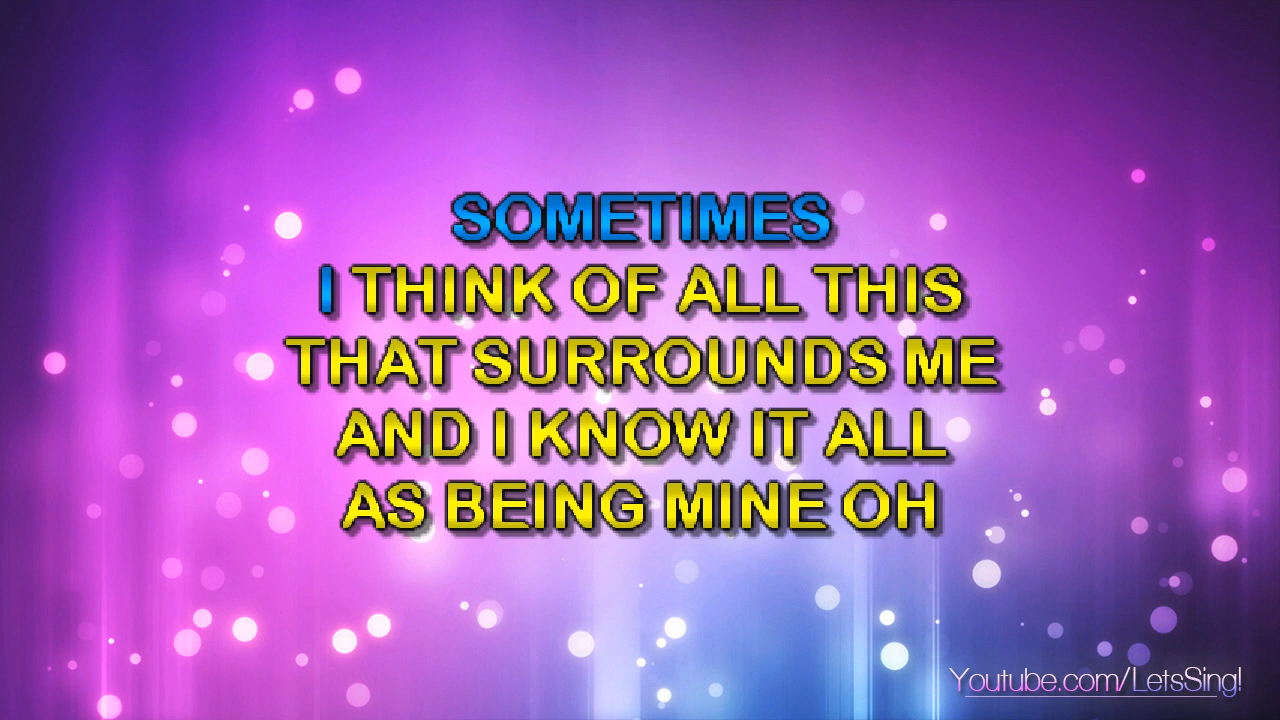 SOMETIMES
I THINK OF ALL THIS
THAT SURROUNDS ME
AND I KNOW IT ALL
AS BEING MINE OH
Youtube.com/LetsSing!